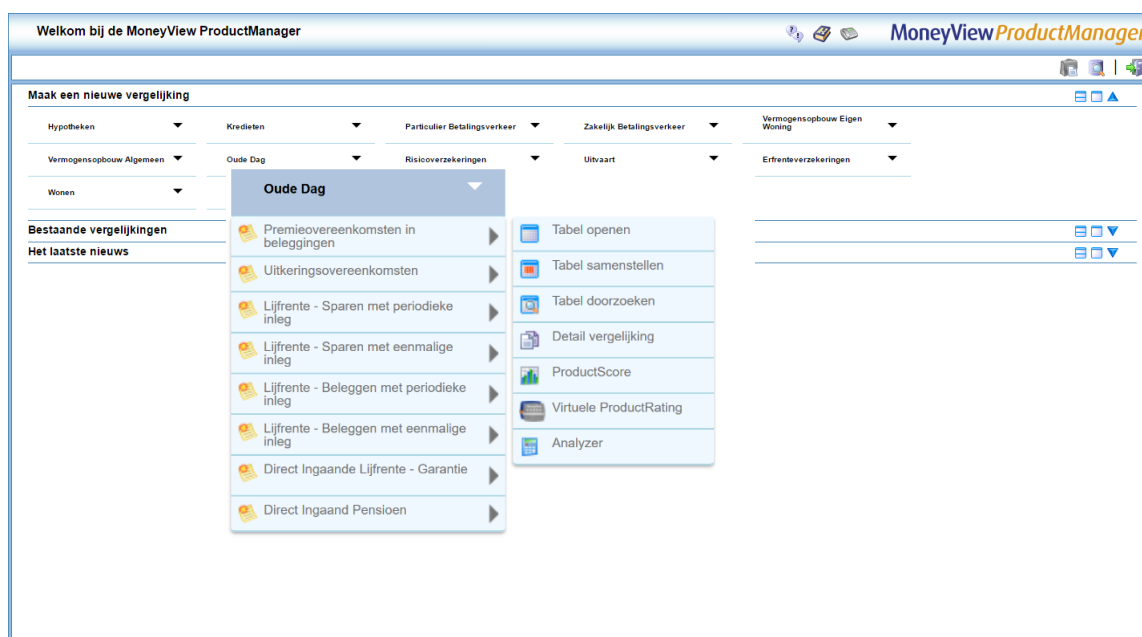 Welkom bij de MoneyView ProductManager
MoneyView ProductManager
Maak een nieuwe vergelijking
Hypotheken
Kredieten
Particulier Betalingsverkeer
Zakelijk Betalingsverkeer
Vermogensopbouw Eigen
Woning
Vermogensopbouw Algemeen
Oude Dag
Risicoverzekeringen
Uitvaart
Erfrenteverzekeringen
Wonen
Oude Dag
Bestaande vergelijkingen
Het laatste nieuws
Premieovereenkomsten in
beleggingen
Uitkeringsovereenkomsten
Lijfrente - Sparen met periodieke
inleg
Lijfrente - Sparen met eenmalige
inleg
Lijfrente - Beleggen met periodieke
inleg
Lijfrente - Beleggen met eenmalige
inleg
Direct Ingaande Lijfrente - Garantie
Direct Ingaand Pensioen
Tabel openen
Tabel samenstellen
Tabel doorzoeken
Detail vergelijking
ProductScore
Virtuele ProductRating
Analyzer